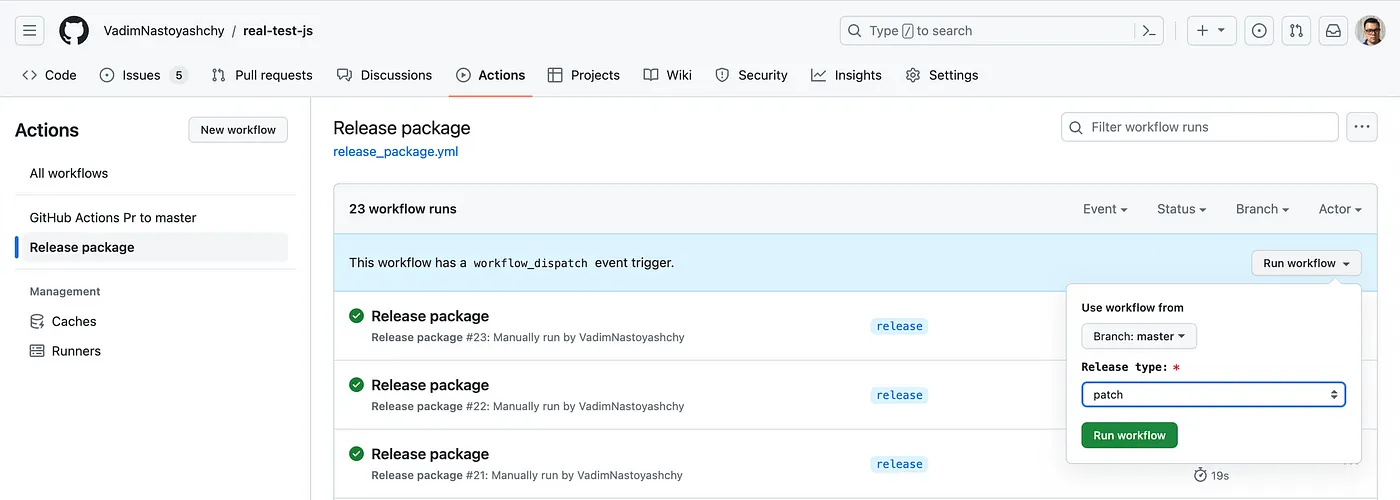 VadimNastoyashchy / real-test-js
Type / to search
Code
Issues 5
Pull requests
Discussions
Actions
Projects
Wiki
Security
Insights
Settings
Actions
New workflow
All workflows
GitHub Actions Pr to master
Release package
Management
Caches
Runners
Release package
release_package.yml
Filter workflow runs
23 workflow runs
Event
Status
Branch
Actor
This workflow has a workflow_dispatch event trigger.
Run workflow
Release package
Release package #23: Manually run by VadimNastoyashchy
release
Release package
Release package #22: Manually run by VadimNastoyashchy
release
Release package
Release package #21: Manually run by VadimNastoyashchy
release
19s
Use workflow from
Branch: master
Release type: *
patch
Run workflow